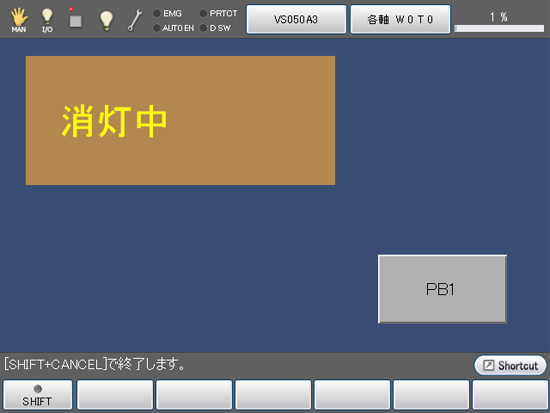 MAN
I/O
EMG
PRTCT
AUTO EN
D SW
VS050A3
各軸 W0T0
1 %
消灯中
PB1
[SHIFT+CANCEL]で終了します。
Shortcut
SHIFT